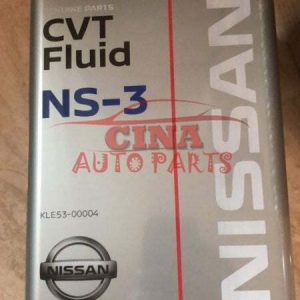 GENUINE PARTS
CVT
Fluid
NS-3
CINA
AUTO PARTS
KLE53-00004
NISSAN
NISSAN